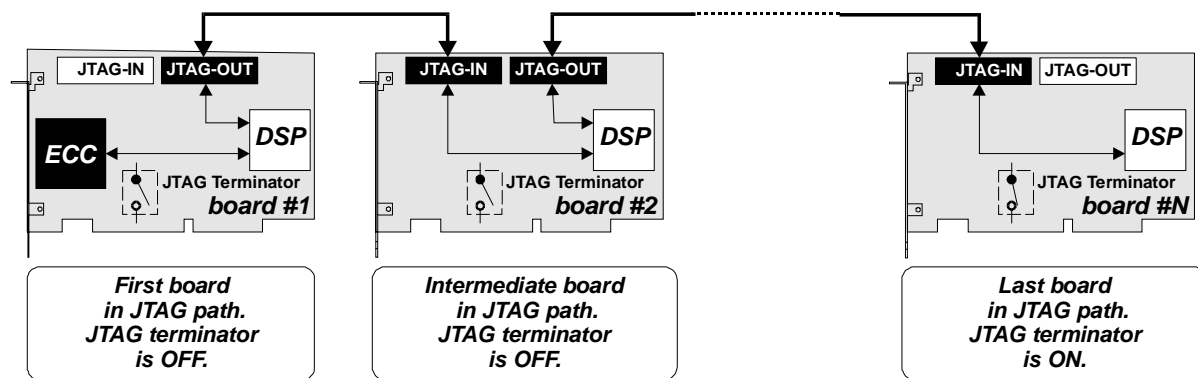 JTAG-IN JTAG-OUT
ECC
DSP
JTAG Terminator
board #1
JTAG-IN JTAG-OUT
DSP
JTAG Terminator
board #2
JTAG-IN JTAG-OUT
DSP
JTAG Terminator
board #N
First board
in JTAG path.
JTAG terminator
is OFF.
Intermediate board
in JTAG path.
JTAG terminator
is OFF.
Last board
in JTAG path.
JTAG terminator
is ON.